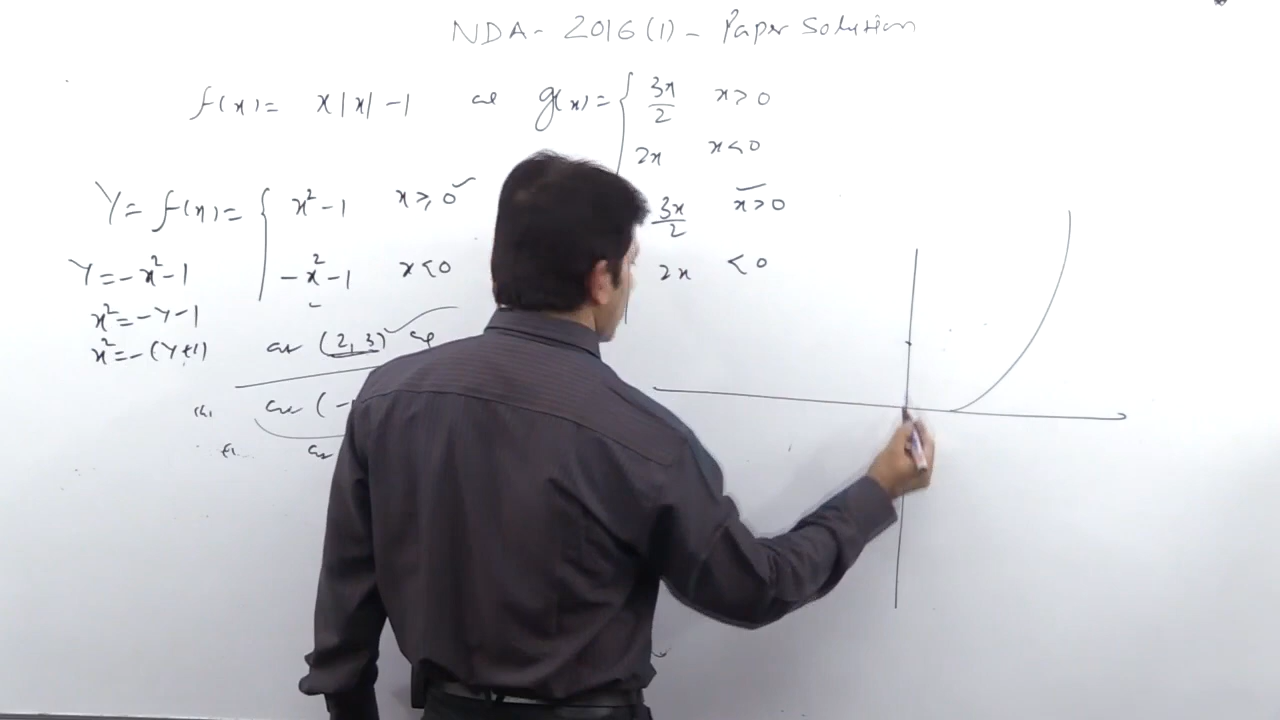 NDA - 2016 (1) - Paper Solution
f(x) = x|x| - 1 g(x) = { 3x/2 x > 0
2x x < 0
Y = f(x) = { x² - 1 x ≥ 0
3x/2 x > 0
Y = - x² - 1 - x² - 1 x < 0
2x < 0
x² = - Y - 1
x² = - (Y + 1) (2, 3)